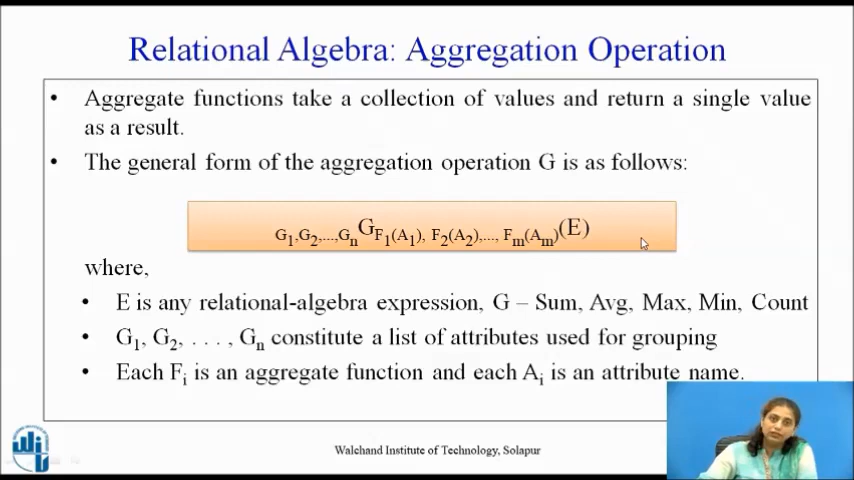 Relational Algebra: Aggregation Operation
• Aggregate functions take a collection of values and return a single value
as a result.
• The general form of the aggregation operation G is as follows:
G₁,G₂,...,Gₙ G F₁(A₁), F₂(A₂),..., Fₘ(Aₘ) (E)
where,
• E is any relational-algebra expression, G – Sum, Avg, Max, Min, Count
• G₁, G₂, . . . , Gₙ constitute a list of attributes used for grouping
• Each Fᵢ is an aggregate function and each Aᵢ is an attribute name.
Walchand Institute of Technology, Solapur